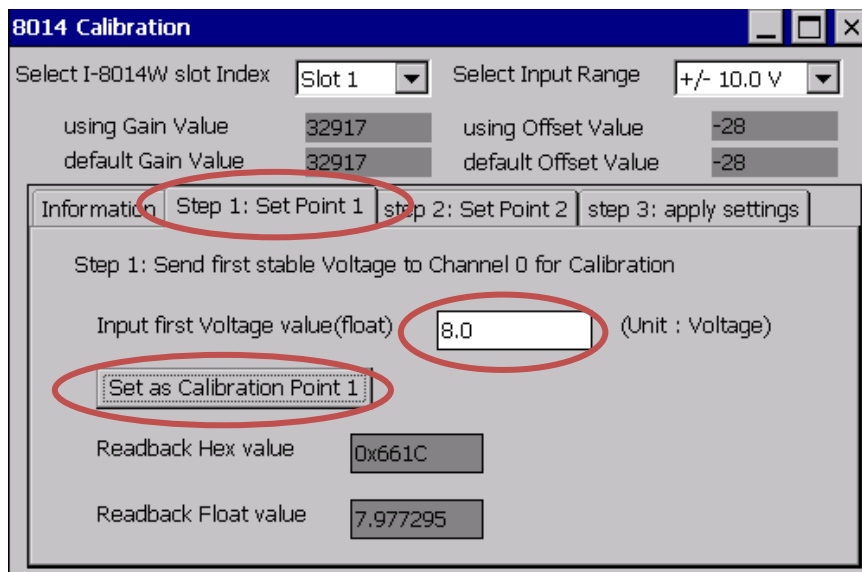 8014 Calibration
Select I-8014W slot Index Slot 1 Select Input Range +/- 10.0 V
using Gain Value 32917 using Offset Value -28
default Gain Value 32917 default Offset Value -28
Information Step 1: Set Point 1 step 2: Set Point 2 step 3: apply settings
Step 1: Send first stable Voltage to Channel 0 for Calibration
Input first Voltage value(float) 8.0 (Unit : Voltage)
Set as Calibration Point 1
Readback Hex value 0x661C
Readback Float value 7.977295